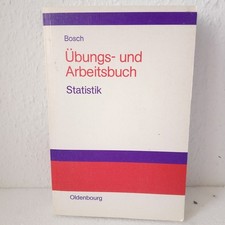 Bosch
Übungs- und
Arbeitsbuch
Statistik
Oldenbourg